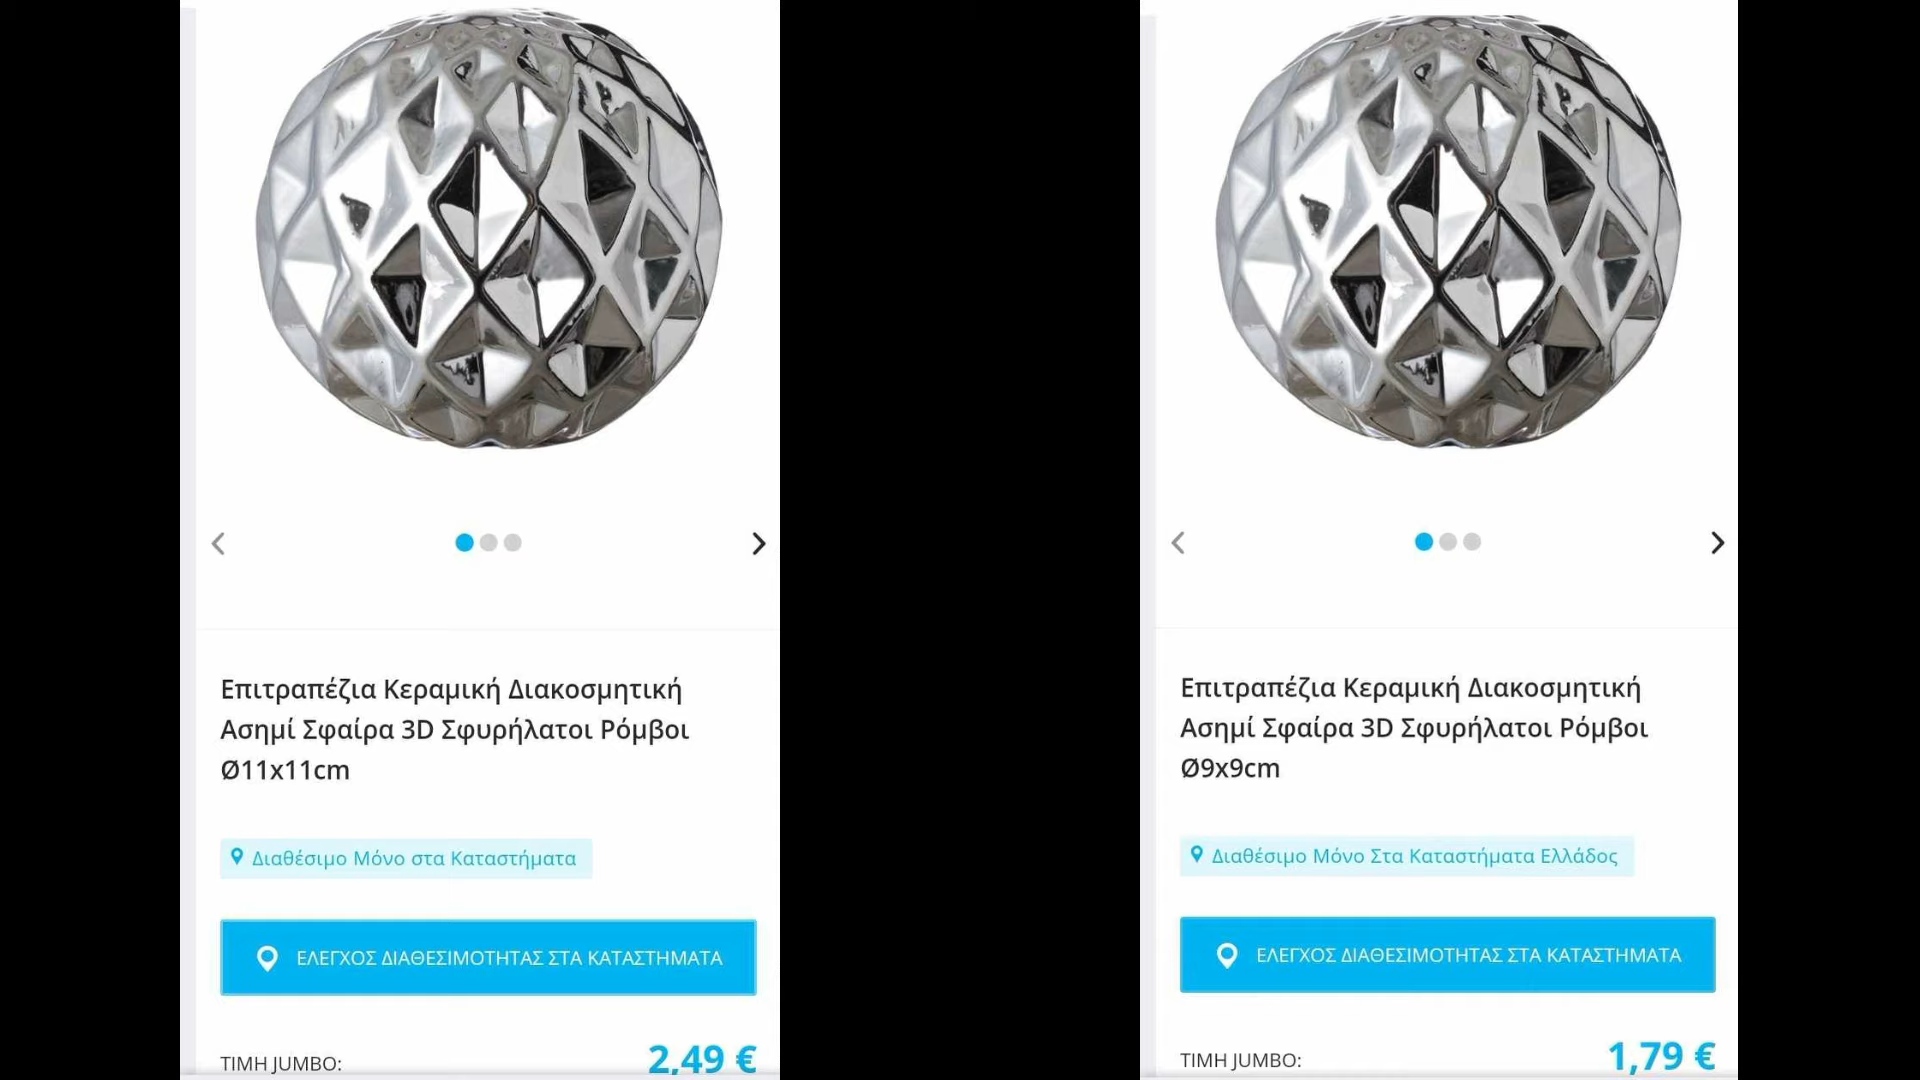 Επιτραπέζια Κεραμική Διακοσμητική
Ασημί Σφαίρα 3D Σφυρήλατοι Ρόμβοι
Ø11x11cm
Διαθέσιμο Μόνο στα Καταστήματα
ΕΛΕΓΧΟΣ ΔΙΑΘΕΣΙΜΟΤΗΤΑΣ ΣΤΑ ΚΑΤΑΣΤΗΜΑΤΑ
ΤΙΜΗ JUMBO: 2,49 €
Επιτραπέζια Κεραμική Διακοσμητική
Ασημί Σφαίρα 3D Σφυρήλατοι Ρόμβοι
Ø9x9cm
Διαθέσιμο Μόνο Στα Καταστήματα Ελλάδος
ΕΛΕΓΧΟΣ ΔΙΑΘΕΣΙΜΟΤΗΤΑΣ ΣΤΑ ΚΑΤΑΣΤΗΜΑΤΑ
ΤΙΜΗ JUMBO: 1,79 €